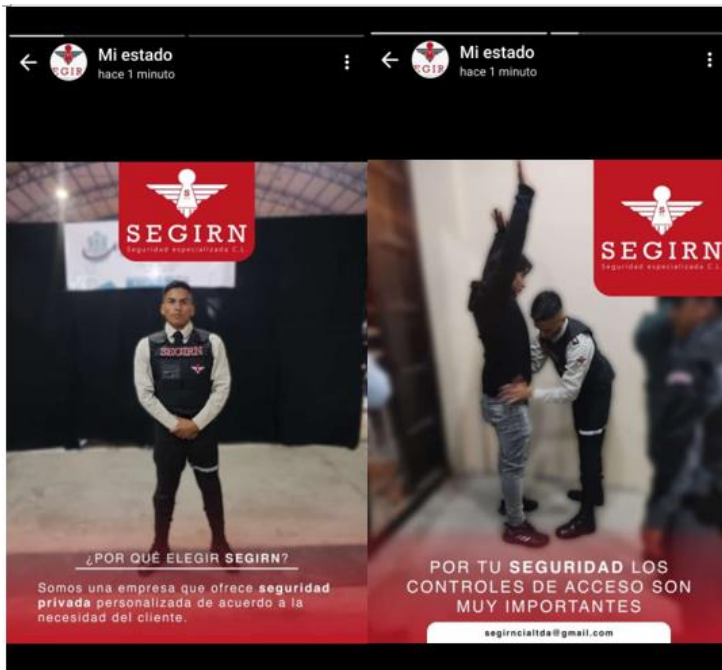 Mi estado
hace 1 minuto
SEGIRN
Seguridad especializada C.L
SEGIRN
¿POR QUÉ ELEGIR SEGIRN?
Somos una empresa que ofrece seguridad
privada personalizada de acuerdo a la
necesidad del cliente.
Mi estado
hace 1 minuto
SEGIRN
Seguridad especializada C.L
POR TU SEGURIDAD LOS
CONTROLES DE ACCESO SON
MUY IMPORTANTES
segirncialtda@gmail.com